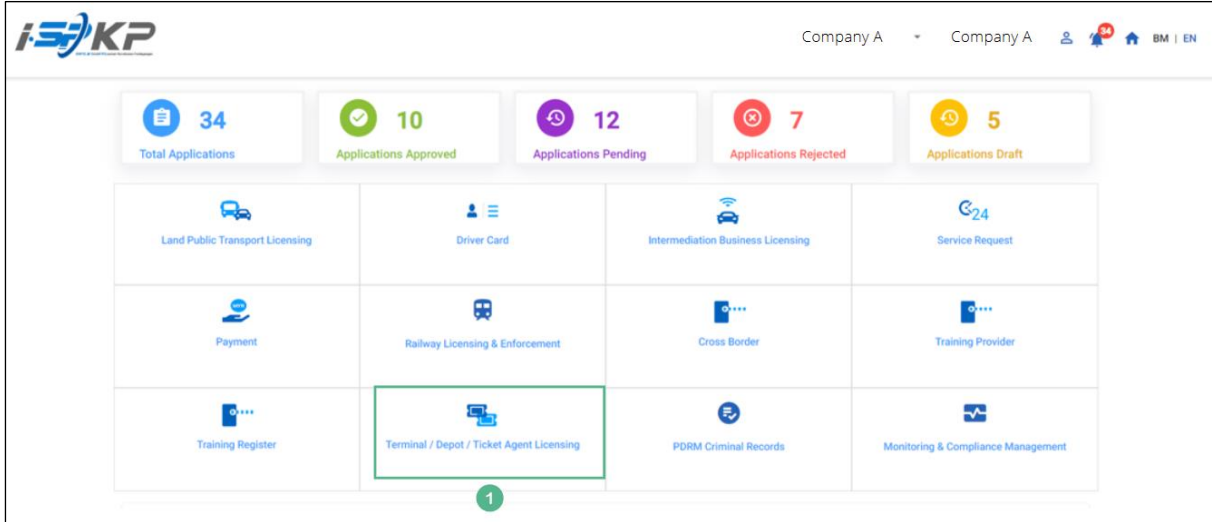 i-SPKP
Company A Company A 34 BM | EN
34 10 12 7 5
Total Applications Applications Approved Applications Pending Applications Rejected Applications Draft
24
Land Public Transport Licensing Driver Card Intermediation Business Licensing Service Request
Payment Railway Licensing & Enforcement Cross Border Training Provider
Training Register Terminal / Depot / Ticket Agent Licensing PDRM Criminal Records Monitoring & Compliance Management
1